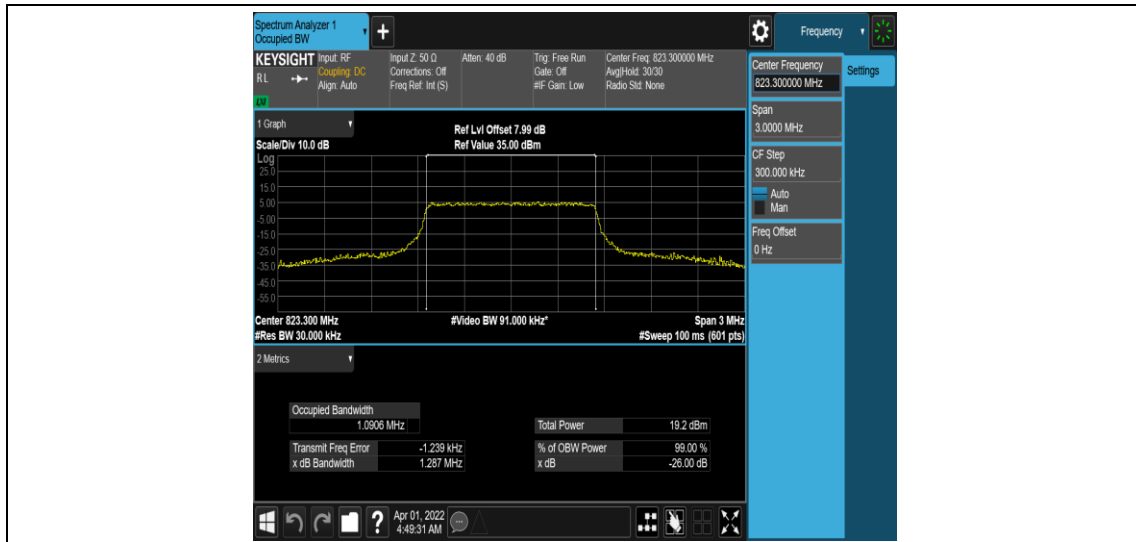 Spectrum Analyzer 1
Occupied BW
+
Frequency
KEYSIGHT
RL
LXI
Input: RF
Coupling: DC
Align: Auto
Input Z: 50 Ω
Corrections: Off
Freq Ref: Int (S)
Atten: 40 dB
Trig: Free Run
Gate: Off
#IF Gain: Low
Center Freq: 823.300000 MHz
Avg|Hold: 30/30
Radio Std: None
Center Frequency
823.300000 MHz
Settings
Span
3.0000 MHz
CF Step
300.000 kHz
Auto
Man
Freq Offset
0 Hz
1 Graph
Ref Lvl Offset 7.99 dB
Scale/Div 10.0 dB
Ref Value 35.00 dBm
Log
25.0
15.0
5.00
-5.00
-15.0
-25.0
-35.0
-45.0
-55.0
Center 823.300 MHz
#Video BW 91.000 kHz*
Span 3 MHz
#Res BW 30.000 kHz
#Sweep 100 ms (601 pts)
2 Metrics
Occupied Bandwidth
1.0906 MHz
Total Power 19.2 dBm
Transmit Freq Error -1.239 kHz
% of OBW Power 99.00 %
x dB Bandwidth 1.287 MHz
x dB -26.00 dB
?
Apr 01, 2022
4:49:31 AM